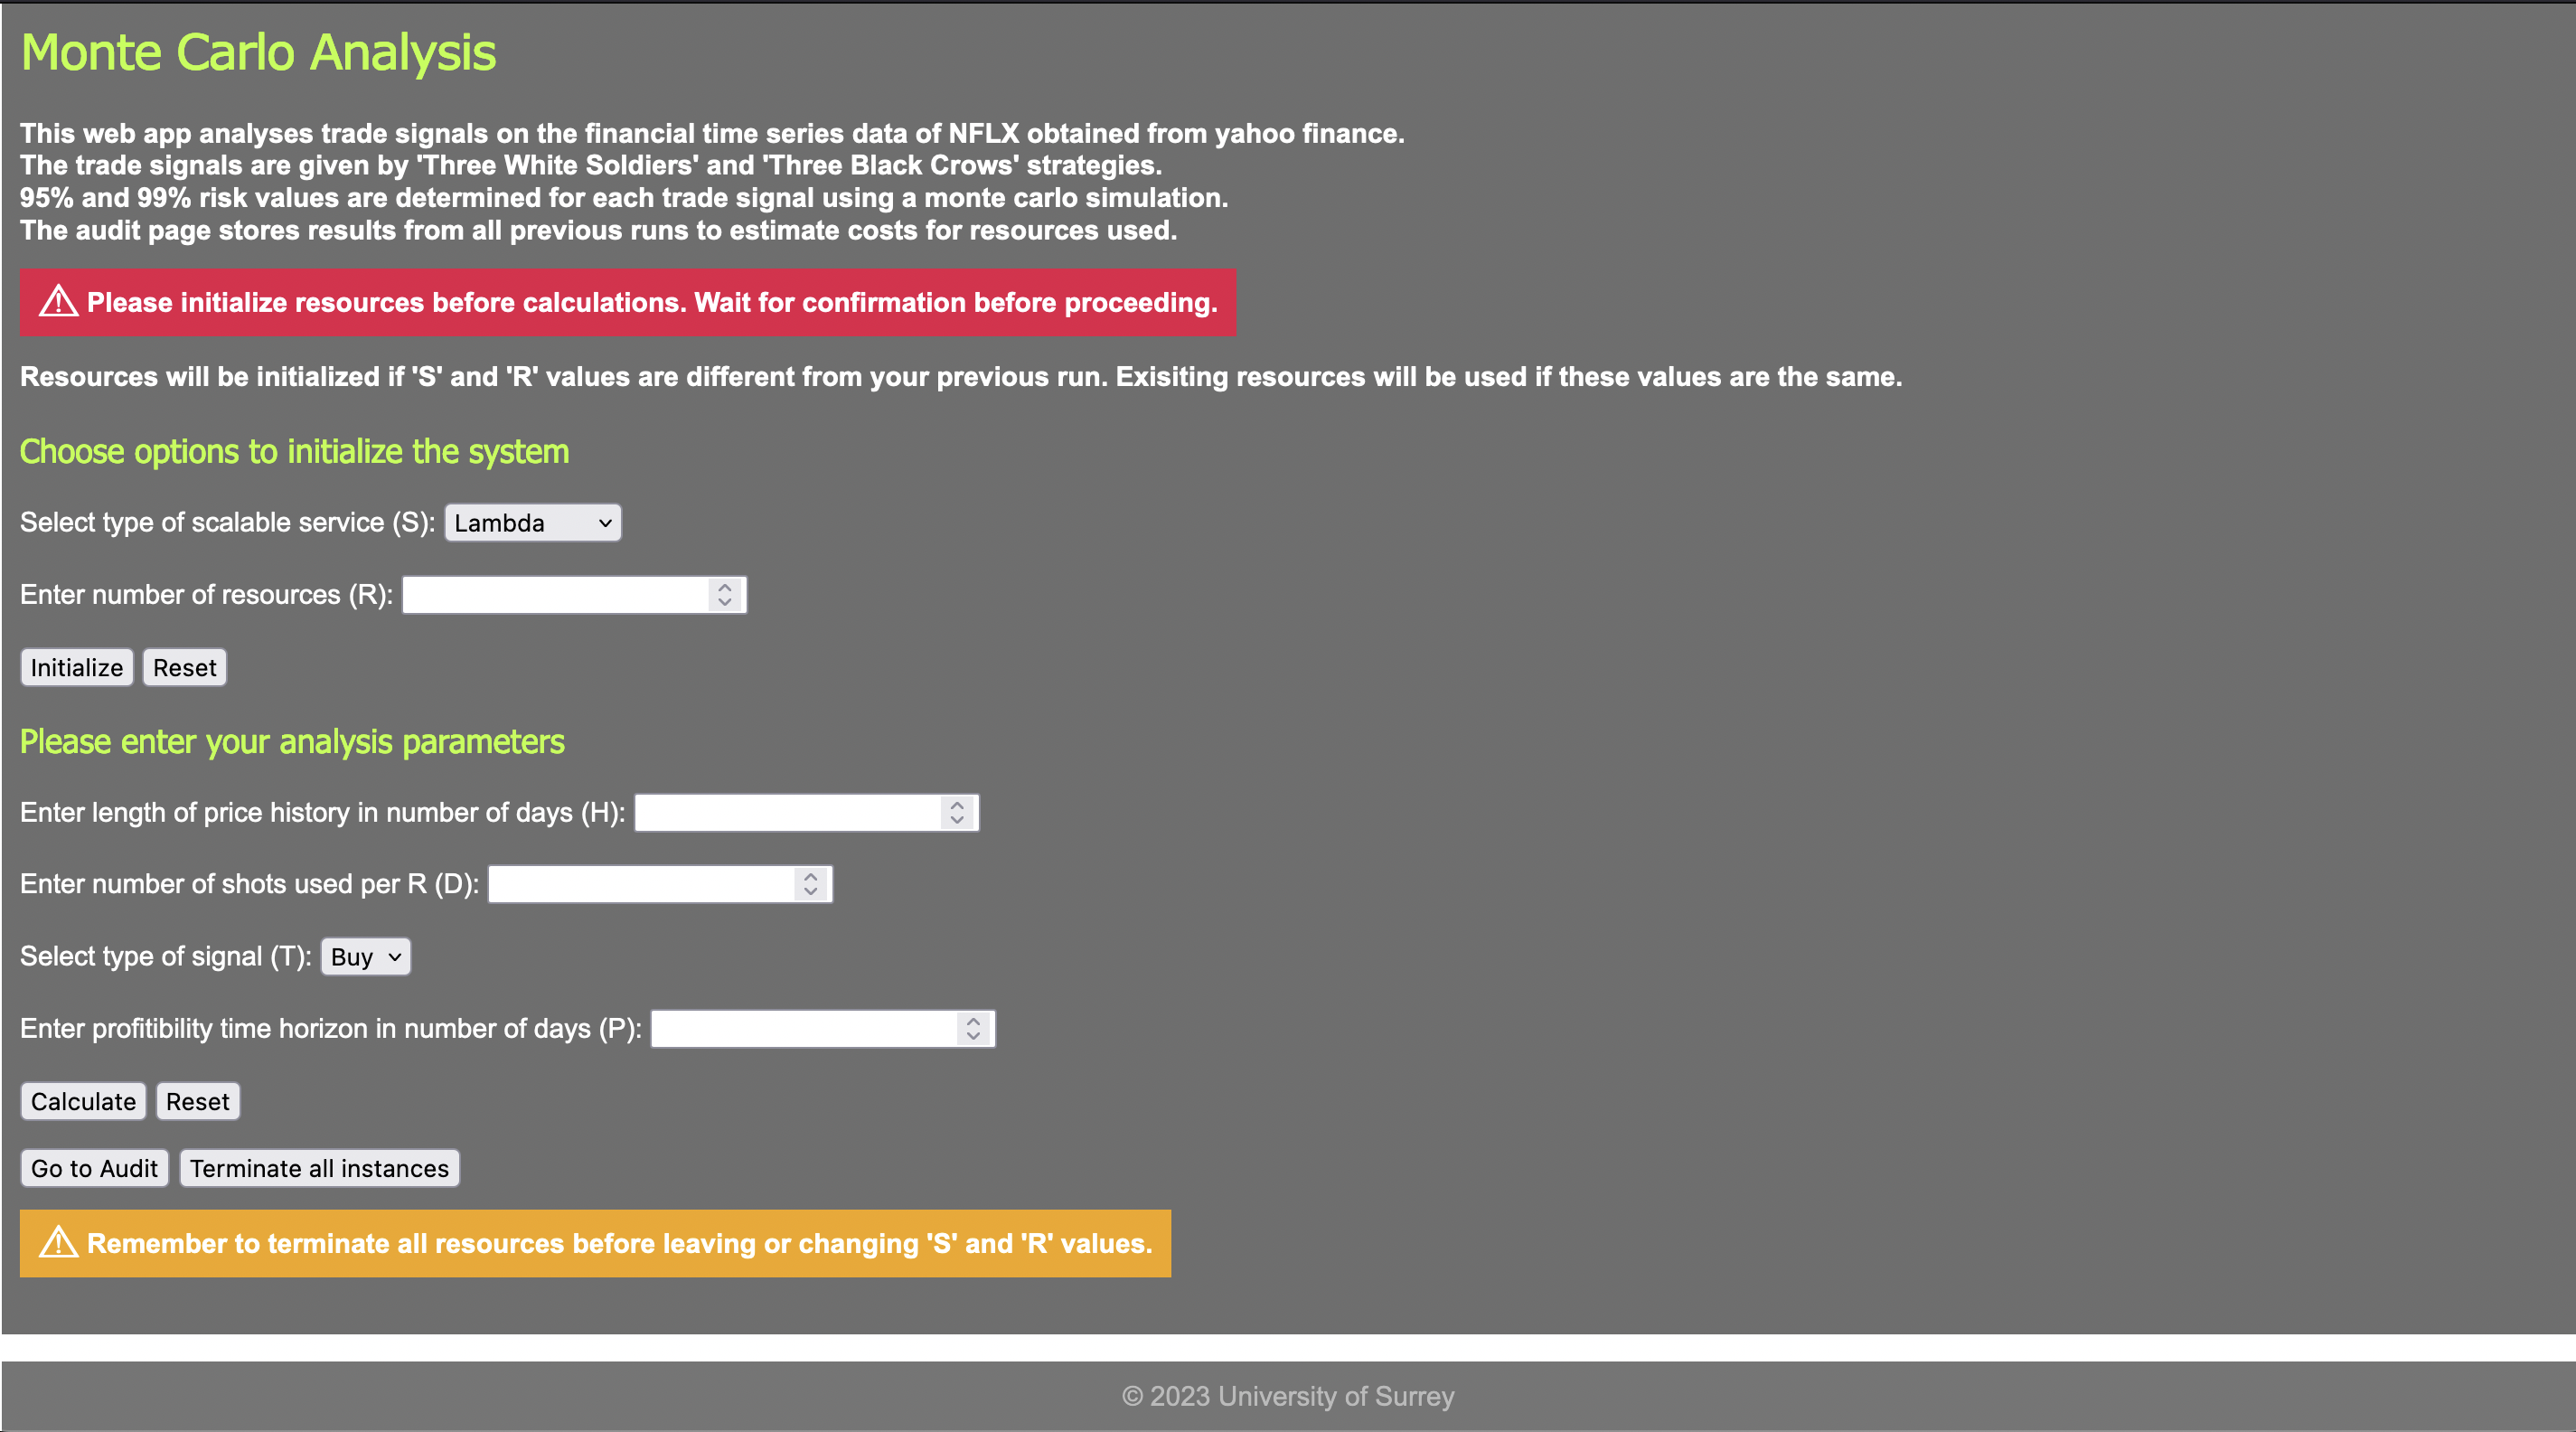 Monte Carlo Analysis
This web app analyses trade signals on the financial time series data of NFLX obtained from yahoo finance.
The trade signals are given by 'Three White Soldiers' and 'Three Black Crows' strategies.
95% and 99% risk values are determined for each trade signal using a monte carlo simulation.
The audit page stores results from all previous runs to estimate costs for resources used.
⚠ Please initialize resources before calculations. Wait for confirmation before proceeding.
Resources will be initialized if 'S' and 'R' values are different from your previous run. Exisiting resources will be used if these values are the same.
Choose options to initialize the system
Select type of scalable service (S): Lambda
Enter number of resources (R):
Initialize Reset
Please enter your analysis parameters
Enter length of price history in number of days (H):
Enter number of shots used per R (D):
Select type of signal (T): Buy
Enter profitibility time horizon in number of days (P):
Calculate Reset
Go to Audit Terminate all instances
⚠ Remember to terminate all resources before leaving or changing 'S' and 'R' values.
© 2023 University of Surrey